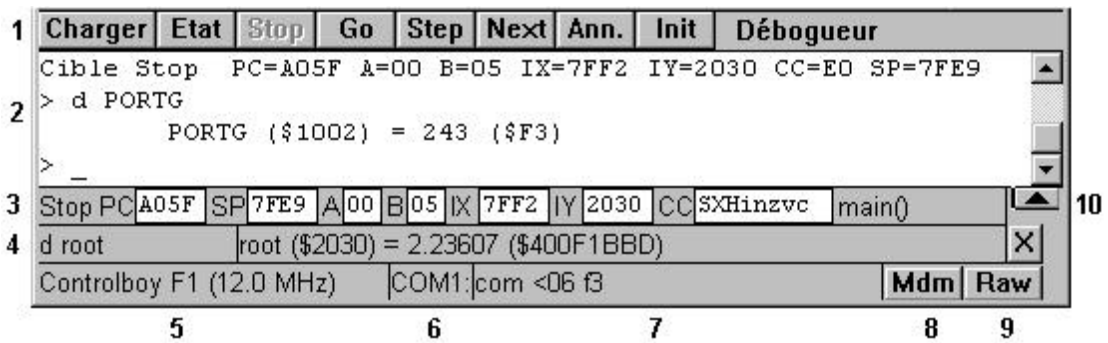 1 Charger Etat Stop Go Step Next Ann. Init Débogueur
Cible Stop PC=A05F A=00 B=05 IX=7FF2 IY=2030 CC=E0 SP=7FE9
2 > d PORTG
PORTG ($1002) = 243 ($F3)
> _
3 Stop PC A05F SP 7FE9 A 00 B 05 IX 7FF2 IY 2030 CC SXHinzvc main() 10
4 d root root ($2030) = 2.23607 ($400F1BBD) X
Controlboy F1 (12.0 MHz) COM1: com <06 f3 Mdm Raw
5 6 7 8 9